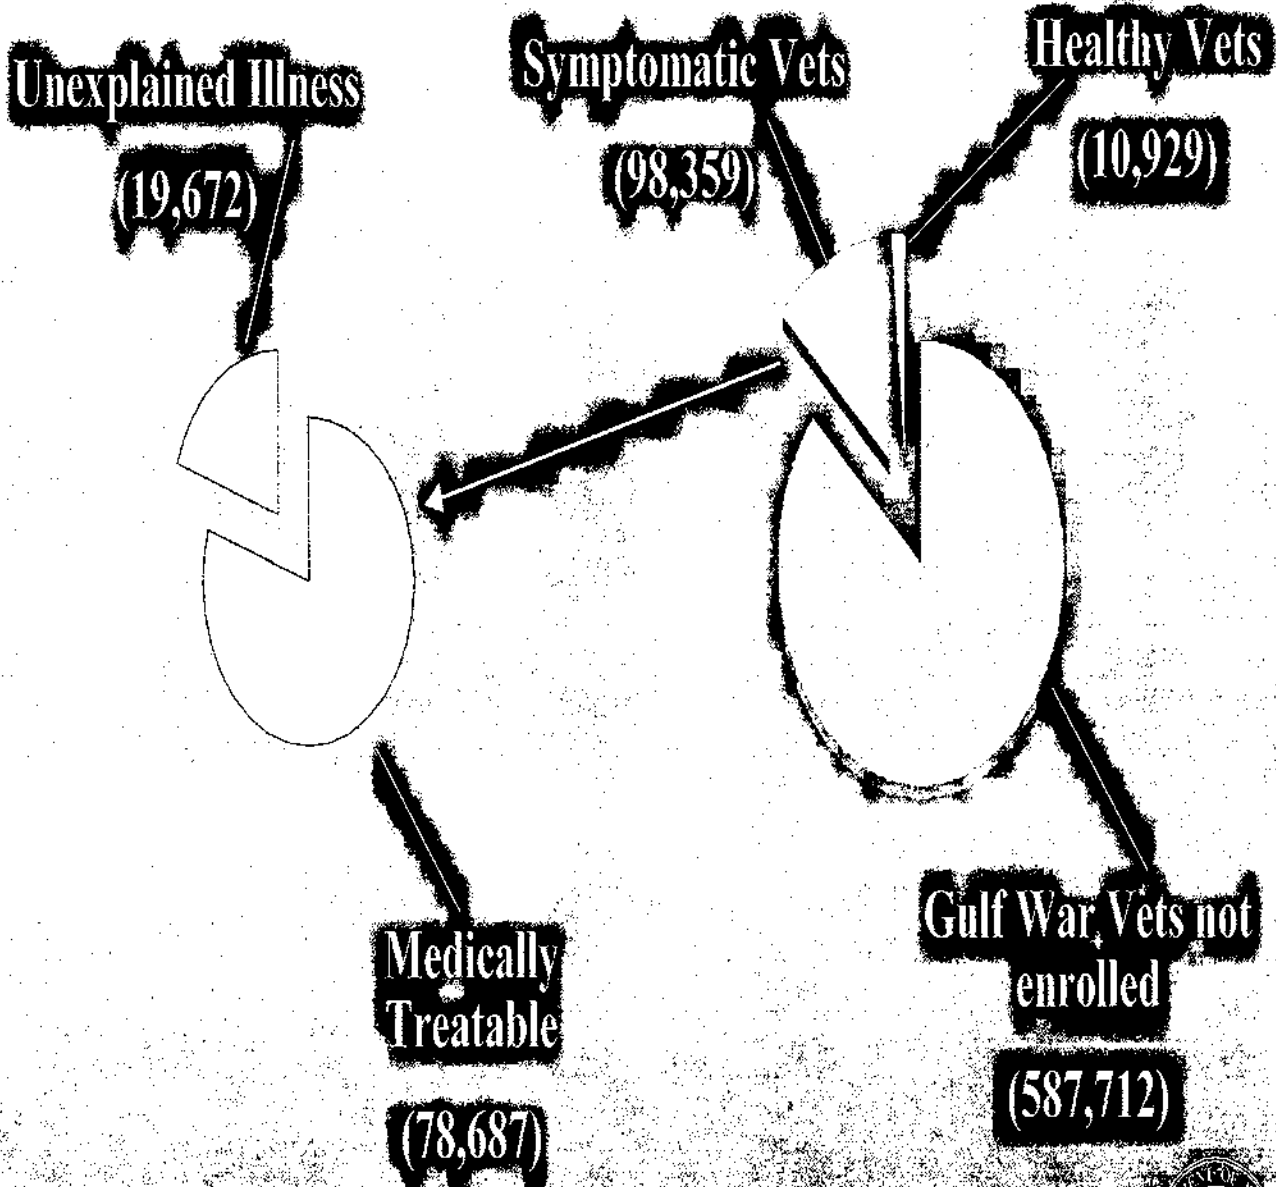 Unexplained Illness
(19,672)
Symptomatic Vets
(98,359)
Healthy Vets
(10,929)
Medically
Treatable
(78,687)
Gulf War Vets not
enrolled
(587,712)